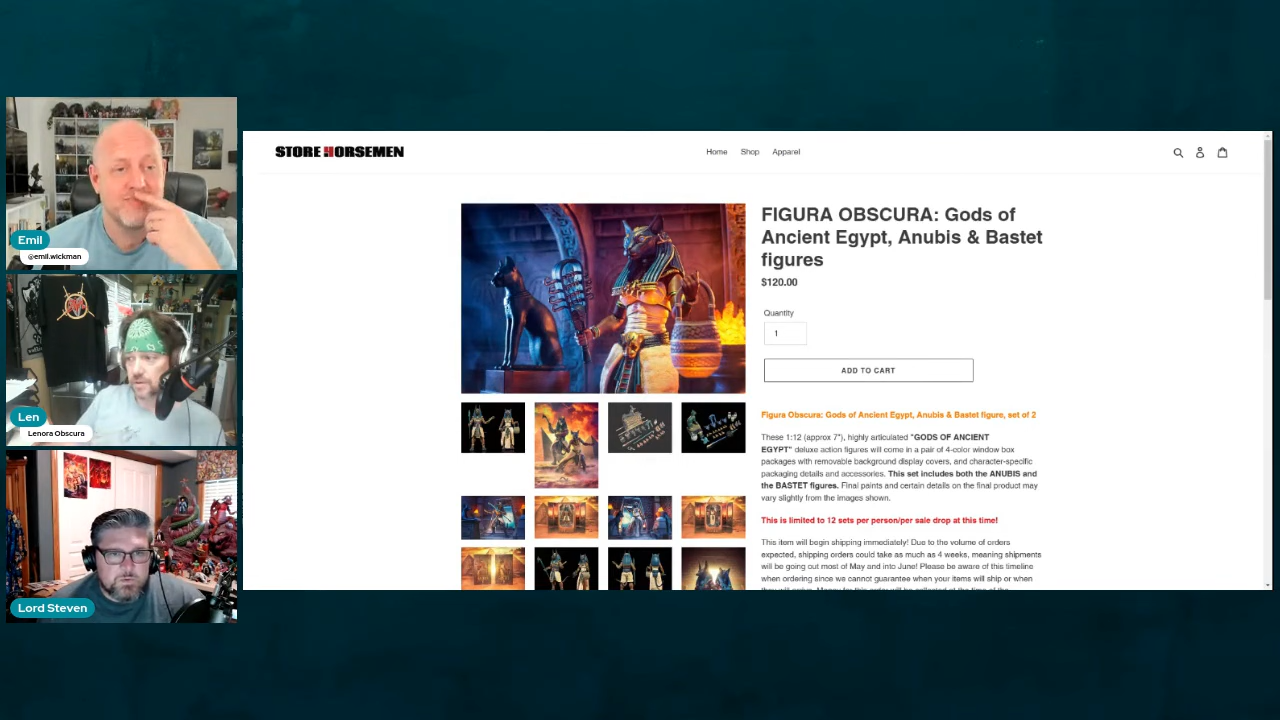 Emil
@emil.wickman
Len
Lenora Obscura
Lord Steven
STORE HORSEMEN
Home Shop Apparel
FIGURA OBSCURA: Gods of
Ancient Egypt, Anubis & Bastet
figures
$120.00
Quantity
1
ADD TO CART
Figura Obscura: Gods of Ancient Egypt, Anubis & Bastet figure, set of 2
These 1:12 (approx 7"), highly articulated "GODS OF ANCIENT
EGYPT" deluxe action figures will come in a pair of 4-color window box
packages with removable background display covers, and character-specific
packaging details and accessories. This set includes both the ANUBIS and
the BASTET figures. Final paints and certain details on the final product may
vary slightly from the images shown.
This is limited to 12 sets per person/per sale drop at this time!
This item will begin shipping immediately! Due to the volume of orders
expected, shipping orders could take as much as 4 weeks, meaning shipments
will be going out most of May and into June! Please be aware of this timeline
when ordering since we cannot guarantee when your items will ship or when